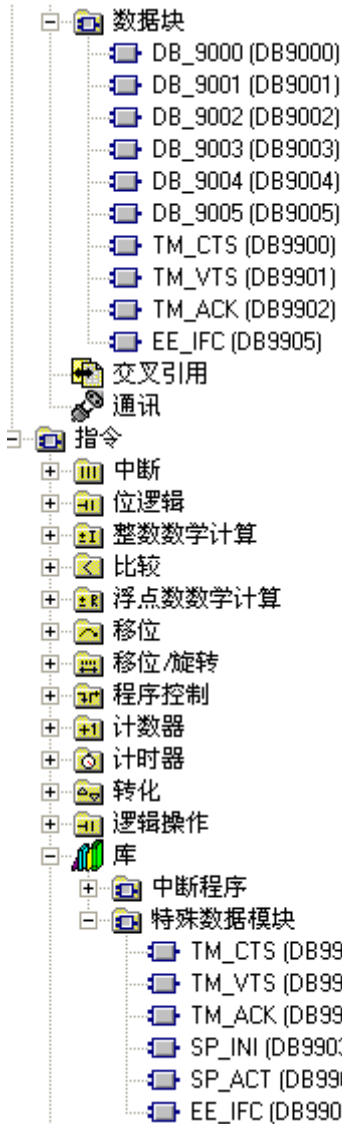 数据块
DB_9000 (DB9000)
DB_9001 (DB9001)
DB_9002 (DB9002)
DB_9003 (DB9003)
DB_9004 (DB9004)
DB_9005 (DB9005)
TM_CTS (DB9900)
TM_VTS (DB9901)
TM_ACK (DB9902)
EE_IFC (DB9905)
交叉引用
通讯
指令
中断
位逻辑
整数数学计算
比较
浮点数数学计算
移位
移位/旋转
程序控制
计数器
计时器
转化
逻辑操作
库
中断程序
特殊数据模块
TM_CTS (DB99
TM_VTS (DB99
TM_ACK (DB99
SP_INI (DB9903
SP_ACT (DB990
EE_IFC (DB990